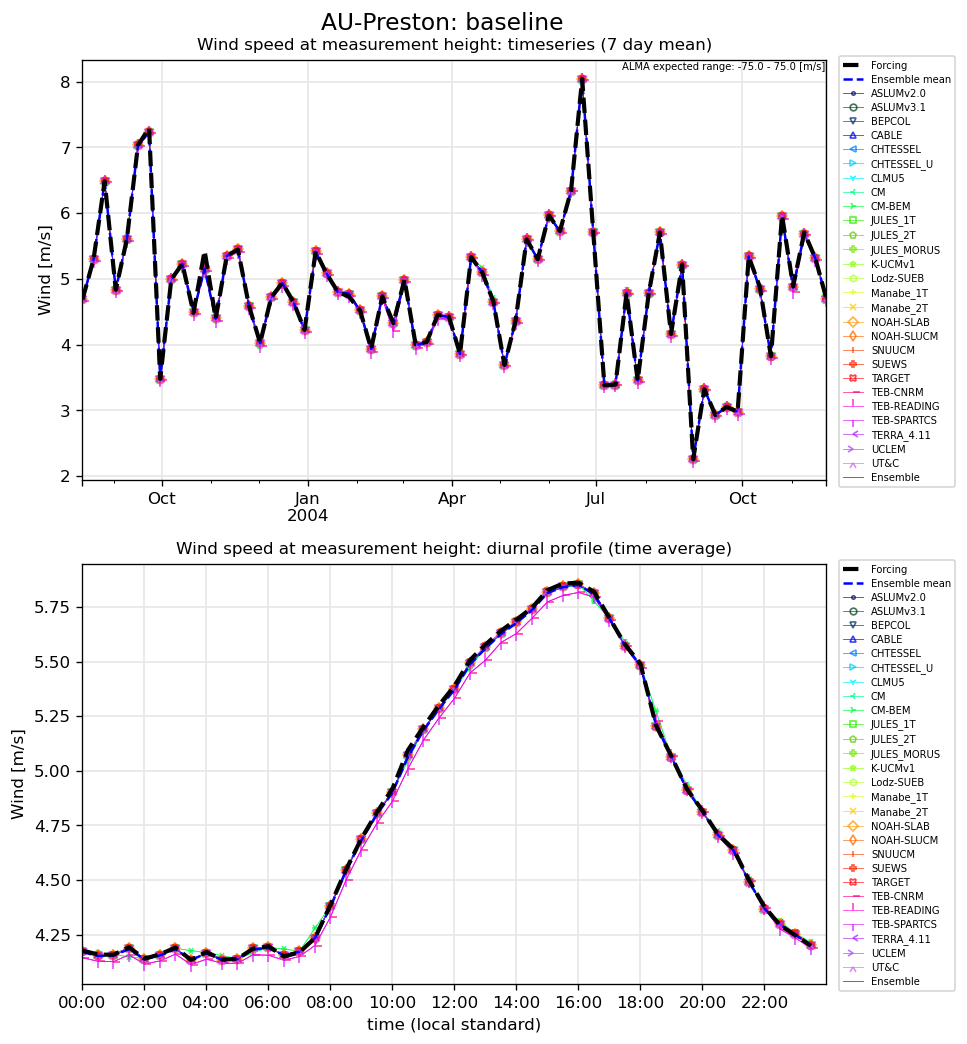 AU-Preston: baseline
Wind speed at measurement height: timeseries (7 day mean)
ALMA expected range: -75.0 - 75.0 [m/s]
8
7
6
5
4
3
2
Wind [m/s]
Oct
Jan
2004
Apr
Jul
Oct
Forcing
Ensemble mean
ASLUMv2.0
ASLUMv3.1
BEPCOL
CABLE
CHTESSEL
CHTESSEL_U
CLMU5
CM
CM-BEM
JULES_1T
JULES_2T
JULES_MORUS
K-UCMv1
Lodz-SUEB
Manabe_1T
Manabe_2T
NOAH-SLAB
NOAH-SLUCM
SNUUCM
SUEWS
TARGET
TEB-CNRM
TEB-READING
TEB-SPARTCS
TERRA_4.11
UCLEM
UT&C
Ensemble
Wind speed at measurement height: diurnal profile (time average)
5.75
5.50
5.25
5.00
4.75
4.50
4.25
Wind [m/s]
00:00
02:00
04:00
06:00
08:00
10:00
12:00
14:00
16:00
18:00
20:00
22:00
time (local standard)
Forcing
Ensemble mean
ASLUMv2.0
ASLUMv3.1
BEPCOL
CABLE
CHTESSEL
CHTESSEL_U
CLMU5
CM
CM-BEM
JULES_1T
JULES_2T
JULES_MORUS
K-UCMv1
Lodz-SUEB
Manabe_1T
Manabe_2T
NOAH-SLAB
NOAH-SLUCM
SNUUCM
SUEWS
TARGET
TEB-CNRM
TEB-READING
TEB-SPARTCS
TERRA_4.11
UCLEM
UT&C
Ensemble